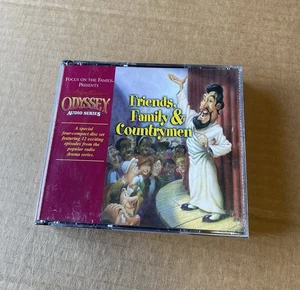 FOCUS ON THE FAMILY
PRESENTS
ODYSSEY
AUDIO SERIES
A special
four-compact disc set
featuring 12 exciting
episodes from the
popular radio
drama series.
Friends,
Family &
Countrymen